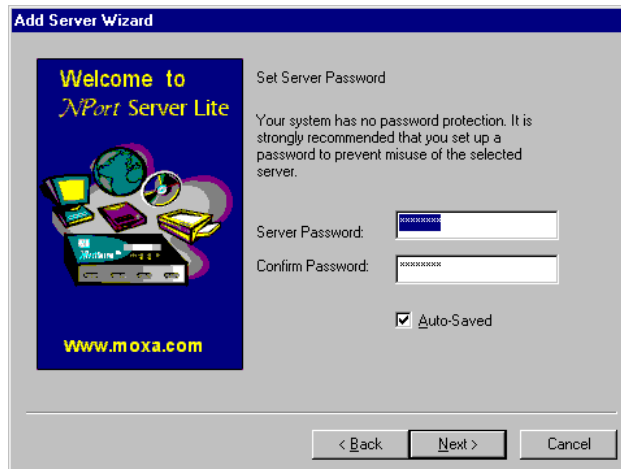 Add Server Wizard
Welcome to
NPort Server Lite
Www.moxa.com
Set Server Password
Your system has no password protection. It is
strongly recommended that you set up a
password to prevent misuse of the selected
server.
Server Password:
xxxxxxxx
Confirm Password:
xxxxxxxx
Auto-Saved
< Back
Next >
Cancel